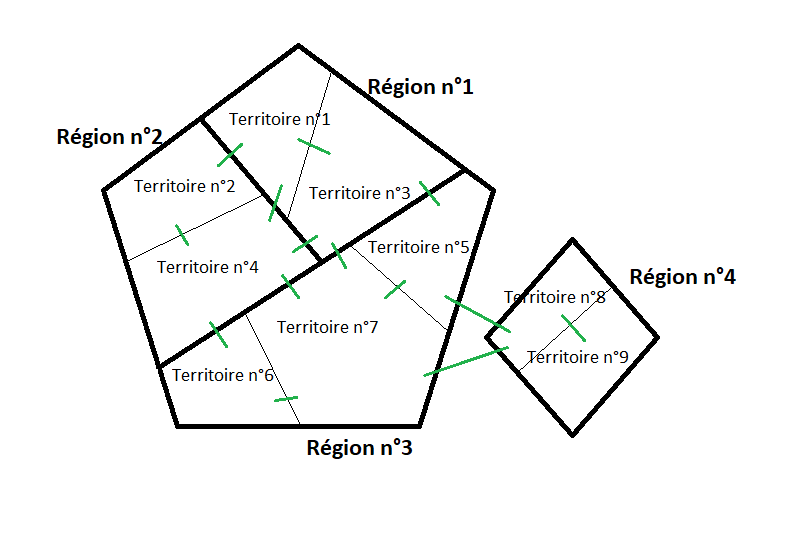 Région n°1
Territoire n°1
Région n°2
Territoire n°2
Territoire n°3
Territoire n°5
Territoire n°4
Région n°4
Territoire n°8
Territoire n°7
Territoire n°9
Territoire n°6
Région n°3